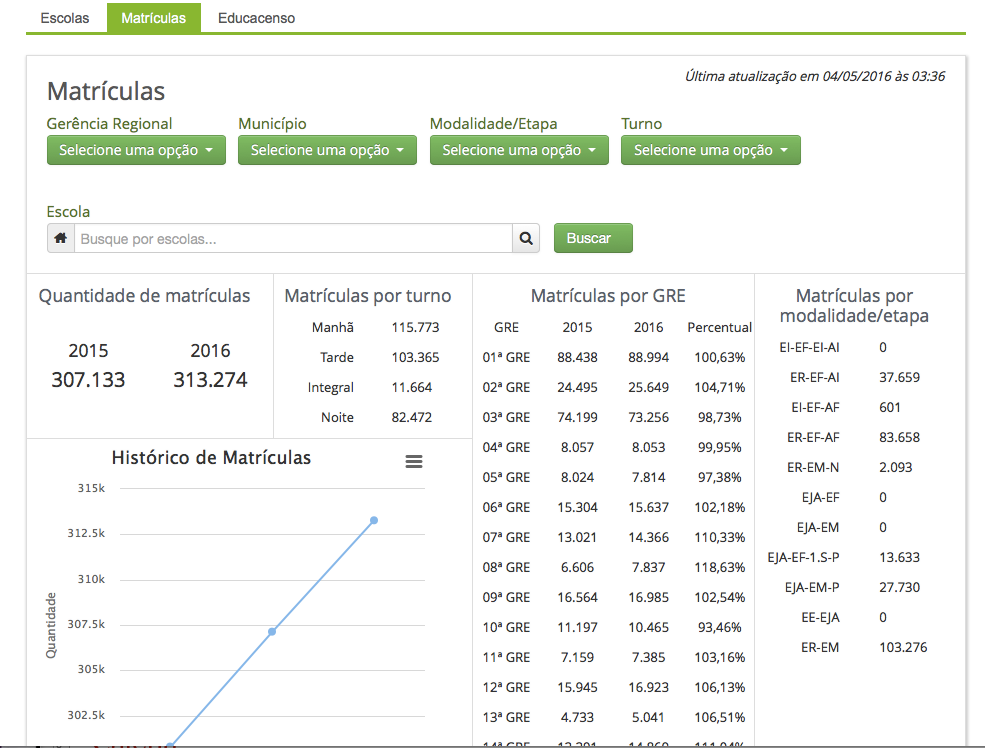 Escolas Matrículas Educacenso
Última atualização em 04/05/2016 às 03:36
Matrículas
Gerência Regional Município Modalidade/Etapa Turno
Selecione uma opção Selecione uma opção Selecione uma opção Selecione uma opção
Escola
Busque por escolas... Buscar
Quantidade de matrículas
2015 2016
307.133 313.274
Matrículas por turno
Manhã 115.773
Tarde 103.365
Integral 11.664
Noite 82.472
Histórico de Matrículas
315k
312.5k
310k
307.5k
305k
302.5k
Quantidade
Matrículas por GRE
GRE 2015 2016 Percentual
01ª GRE 88.438 88.994 100,63%
02ª GRE 24.495 25.649 104,71%
03ª GRE 74.199 73.256 98,73%
04ª GRE 8.057 8.053 99,95%
05ª GRE 8.024 7.814 97,38%
06ª GRE 15.304 15.637 102,18%
07ª GRE 13.021 14.366 110,33%
08ª GRE 6.606 7.837 118,63%
09ª GRE 16.564 16.985 102,54%
10ª GRE 11.197 10.465 93,46%
11ª GRE 7.159 7.385 103,16%
12ª GRE 15.945 16.923 106,13%
13ª GRE 4.733 5.041 106,51%
Matrículas por
modalidade/etapa
EI-EF-EI-AI 0
ER-EF-AI 37.659
EI-EF-AF 601
ER-EF-AF 83.658
ER-EM-N 2.093
EJA-EF 0
EJA-EM 0
EJA-EF-1.S-P 13.633
EJA-EM-P 27.730
EE-EJA 0
ER-EM 103.276